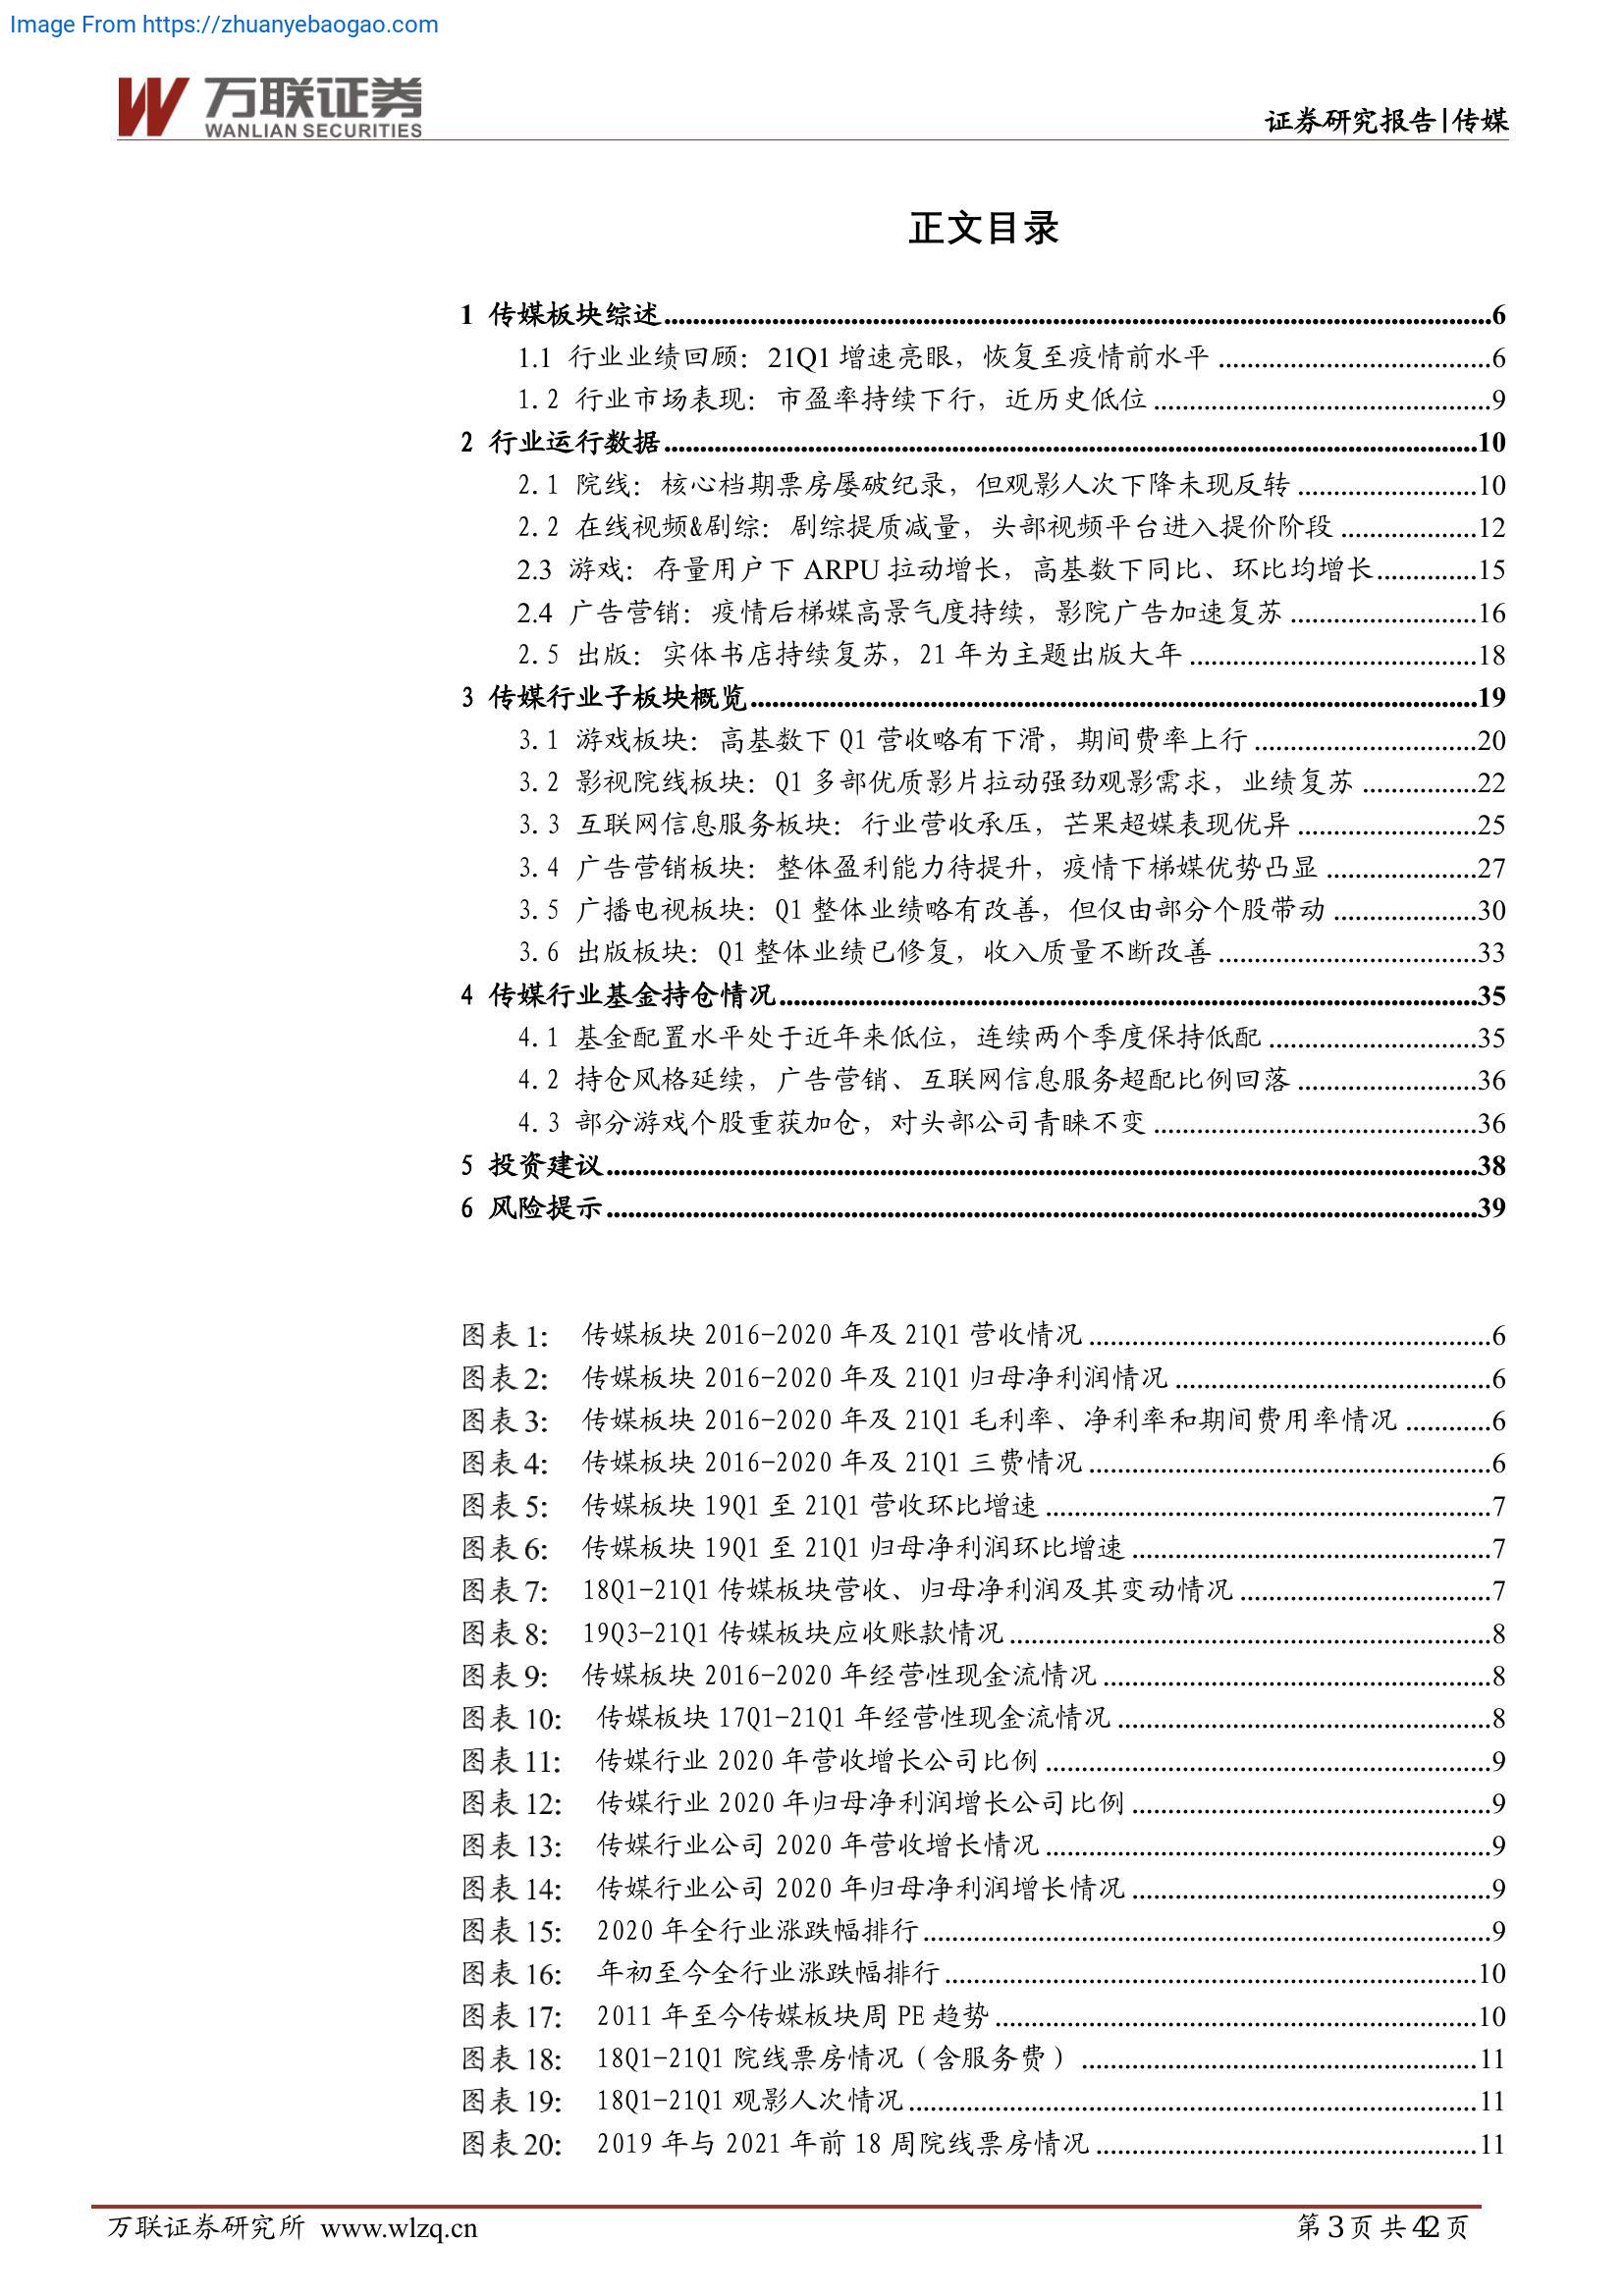 Image From https://zhuanyebaogao.com
万联证券
WANLIAN SECURITIES
证券研究报告|传媒
正文目录
1 传媒板块综述......6
1.1 行业业绩回顾：21Q1 增速亮眼，恢复至疫情前水平......6
1.2 行业市场表现：市盈率持续下行，近历史低位......9
2 行业运行数据......10
2.1 院线：核心档期票房屡破纪录，但观影人次下降未现反转......10
2.2 在线视频&剧综：剧综提质减量，头部视频平台进入提价阶段......12
2.3 游戏：存量用户下 ARPU 拉动增长，高基数下同比、环比均增长......15
2.4 广告营销：疫情后梯媒高景气度持续，影院广告加速复苏......16
2.5 出版：实体书店持续复苏，21 年为主题出版大年......18
3 传媒行业子板块概览......19
3.1 游戏板块：高基数下 Q1 营收略有下滑，期间费率上行......20
3.2 影视院线板块：Q1 多部优质影片拉动强劲观影需求，业绩复苏......22
3.3 互联网信息服务板块：行业营收承压，芒果超媒表现优异......25
3.4 广告营销板块：整体盈利能力待提升，疫情下梯媒优势凸显......27
3.5 广播电视板块：Q1 整体业绩略有改善，但仅由部分个股带动......30
3.6 出版板块：Q1 整体业绩已修复，收入质量不断改善......33
4 传媒行业基金持仓情况......35
4.1 基金配置水平处于近年来低位，连续两个季度保持低配......35
4.2 持仓风格延续，广告营销、互联网信息服务超配比例回落......36
4.3 部分游戏个股重获加仓，对头部公司青睐不变......36
5 投资建议......38
6 风险提示......39
图表 1： 传媒板块 2016-2020 年及 21Q1 营收情况......6
图表 2： 传媒板块 2016-2020 年及 21Q1 归母净利润情况......6
图表 3： 传媒板块 2016-2020 年及 21Q1 毛利率、净利率和期间费用率情况......6
图表 4： 传媒板块 2016-2020 年及 21Q1 三费情况......6
图表 5： 传媒板块 19Q1 至 21Q1 营收环比增速......7
图表 6： 传媒板块 19Q1 至 21Q1 归母净利润环比增速......7
图表 7： 18Q1-21Q1 传媒板块营收、归母净利润及其变动情况......7
图表 8： 19Q3-21Q1 传媒板块应收账款情况......8
图表 9： 传媒板块 2016-2020 年经营性现金流情况......8
图表 10： 传媒板块 17Q1-21Q1 年经营性现金流情况......8
图表 11： 传媒行业 2020 年营收增长公司比例......9
图表 12： 传媒行业 2020 年归母净利润增长公司比例......9
图表 13： 传媒行业公司 2020 年营收增长情况......9
图表 14： 传媒行业公司 2020 年归母净利润增长情况......9
图表 15： 2020 年全行业涨跌幅排行......9
图表 16： 年初至今全行业涨跌幅排行......10
图表 17： 2011 年至今传媒板块周 PE 趋势......10
图表 18： 18Q1-21Q1 院线票房情况（含服务费）......11
图表 19： 18Q1-21Q1 观影人次情况......11
图表 20： 2019 年与 2021 年前 18 周院线票房情况......11
万联证券研究所 www.wlzq.cn
第 3 页 共 42 页